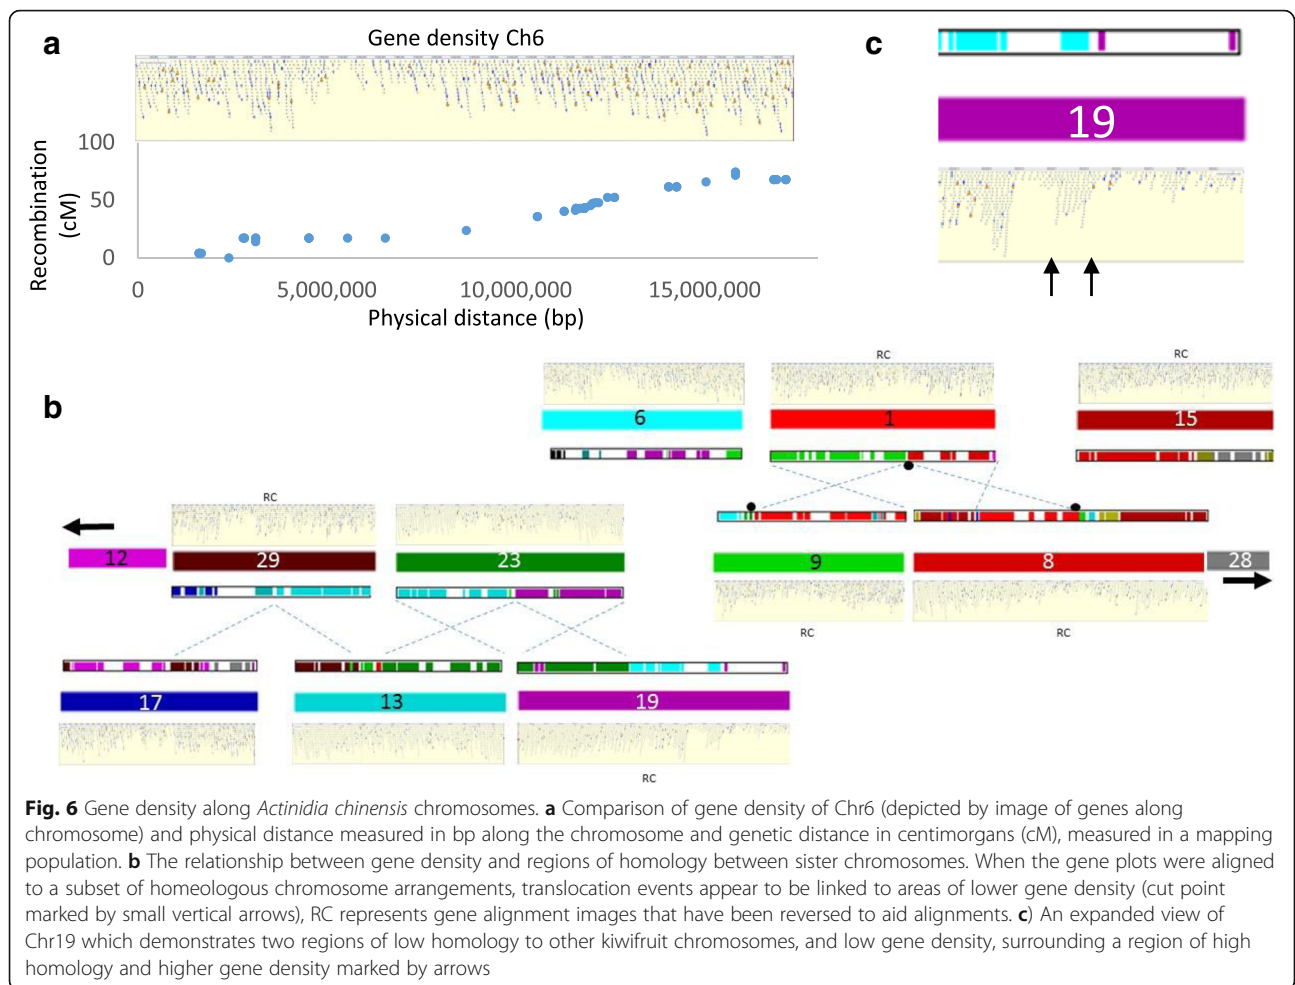 a
Gene density Ch6
Recombination
(cM)
100
50
0
0
5,000,000
10,000,000
15,000,000
Physical distance (bp)
c
19
b
RC
RC
6
1
15
RC
12
29
23
9
8
28
RC
RC
17
13
19
RC
Fig. 6 Gene density along Actinidia chinensis chromosomes. a Comparison of gene density of Chr6 (depicted by image of genes along
chromosome) and physical distance measured in bp along the chromosome and genetic distance in centimorgans (cM), measured in a mapping
population. b The relationship between gene density and regions of homology between sister chromosomes. When the gene plots were aligned
to a subset of homeologous chromosome arrangements, translocation events appear to be linked to areas of lower gene density (cut point
marked by small vertical arrows), RC represents gene alignment images that have been reversed to aid alignments. c) An expanded view of
Chr19 which demonstrates two regions of low homology to other kiwifruit chromosomes, and low gene density, surrounding a region of high
homology and higher gene density marked by arrows